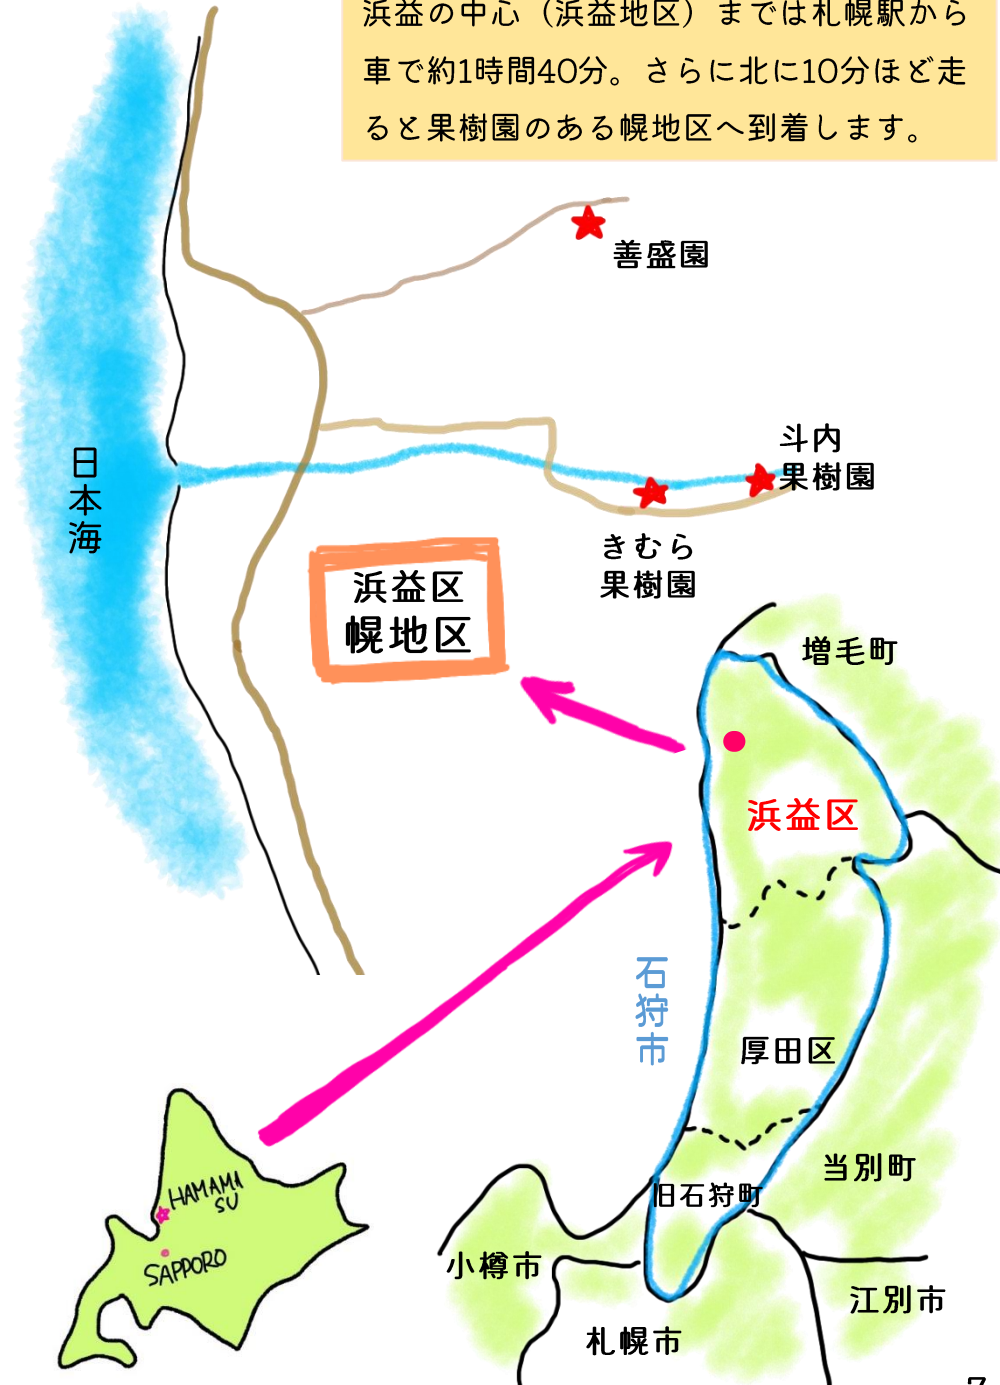 浜益の中心（浜益地区）までは札幌駅から
車で約1時間40分。さらに北に10分ほど走
ると果樹園のある幌地区へ到着します。
善盛園
斗内
果樹園
日本海
きむら
果樹園
浜益区
幌地区
増毛町
浜益区
石狩市
厚田区
当別町
旧石狩町
HAMAMA
SU
SAPPORO
小樽市
江別市
札幌市